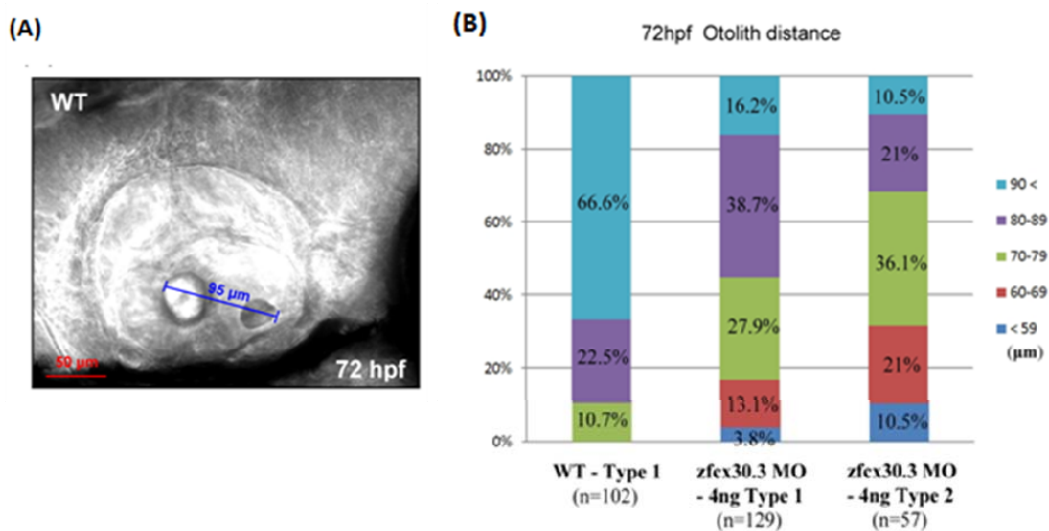 (A)
WT
95 µm
50 µm
72 hpf
(B)
72hpf Otolith distance
100%
80%
60%
40%
20%
0%
66.6%
22.5%
10.7%
16.2%
38.7%
27.9%
13.1%
3.8%
10.5%
21%
36.1%
21%
10.5%
90 <
80-89
70-79
60-69
< 59
(µm)
WT - Type 1
(n=102)
zfcx30.3 MO
- 4ng Type 1
(n=129)
zfcx30.3 MO
- 4ng Type 2
(n=57)